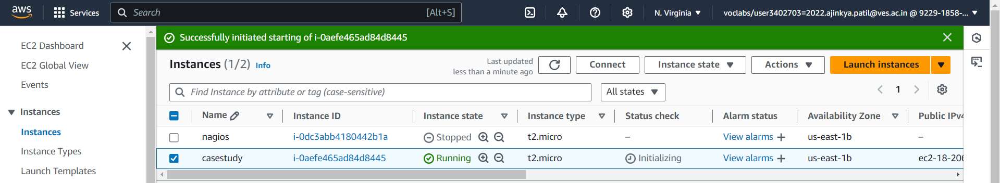 aws Services Search [Alt+S] N. Virginia voclabs/user3402703=2022.ajinkya.patil@ves.ac.in @ 9229-1858-...
EC2 Dashboard
EC2 Global View
Events
Instances
Instances
Instance Types
Launch Templates
Successfully initiated starting of i-0aefe465ad84d8445
Instances (1/2) Info
Last updated
less than a minute ago
Connect Instance state Actions Launch instances
Find Instance by attribute or tag (case-sensitive) All states 1
Name Instance ID Instance state Instance type Status check Alarm status Availability Zone Public IPv4
nagios i-0dc3abb4180442b1a Stopped t2.micro – View alarms + us-east-1b –
casestudy i-0aefe465ad84d8445 Running t2.micro Initializing View alarms + us-east-1b ec2-18-206